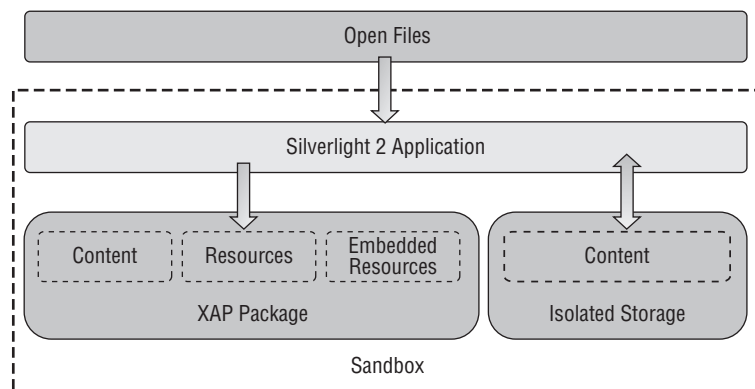 Open Files
Silverlight 2 Application
Content
Resources
Embedded
Resources
XAP Package
Content
Isolated Storage
Sandbox